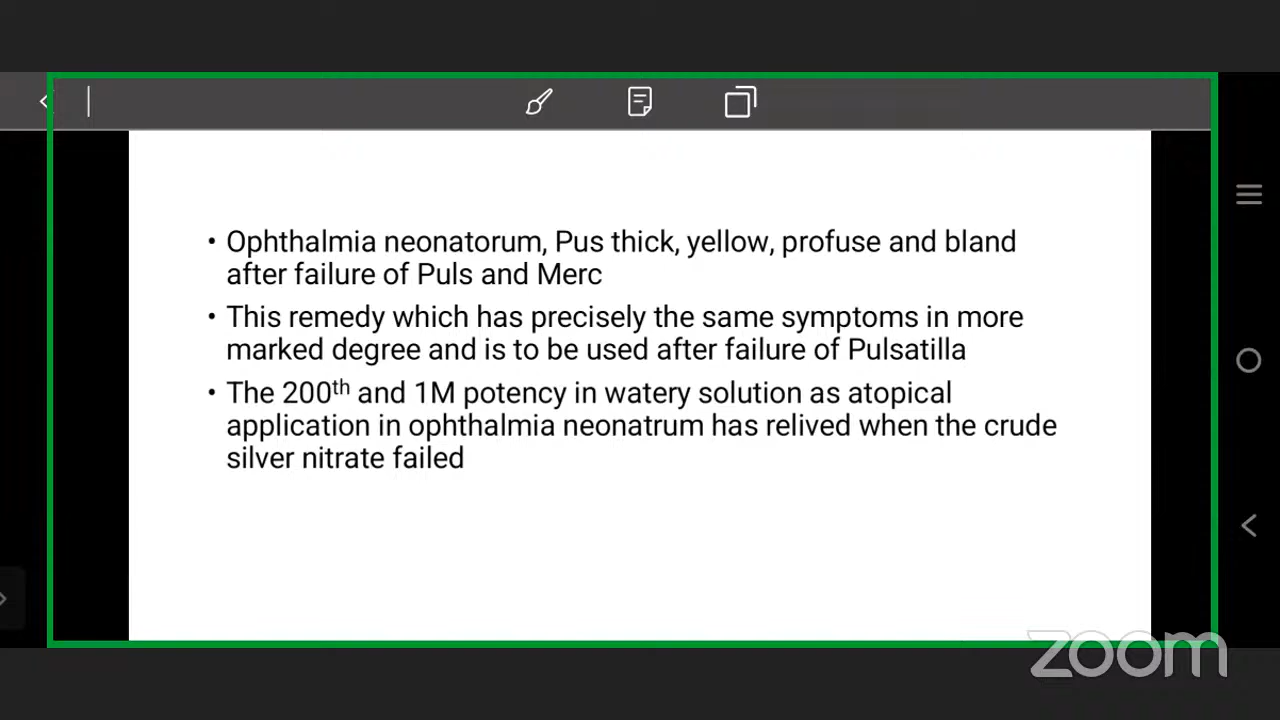 • Ophthalmia neonatorum, Pus thick, yellow, profuse and bland
after failure of Puls and Merc
• This remedy which has precisely the same symptoms in more
marked degree and is to be used after failure of Pulsatilla
• The 200th and 1M potency in watery solution as atopical
application in ophthalmia neonatrum has relived when the crude
silver nitrate failed
zoom